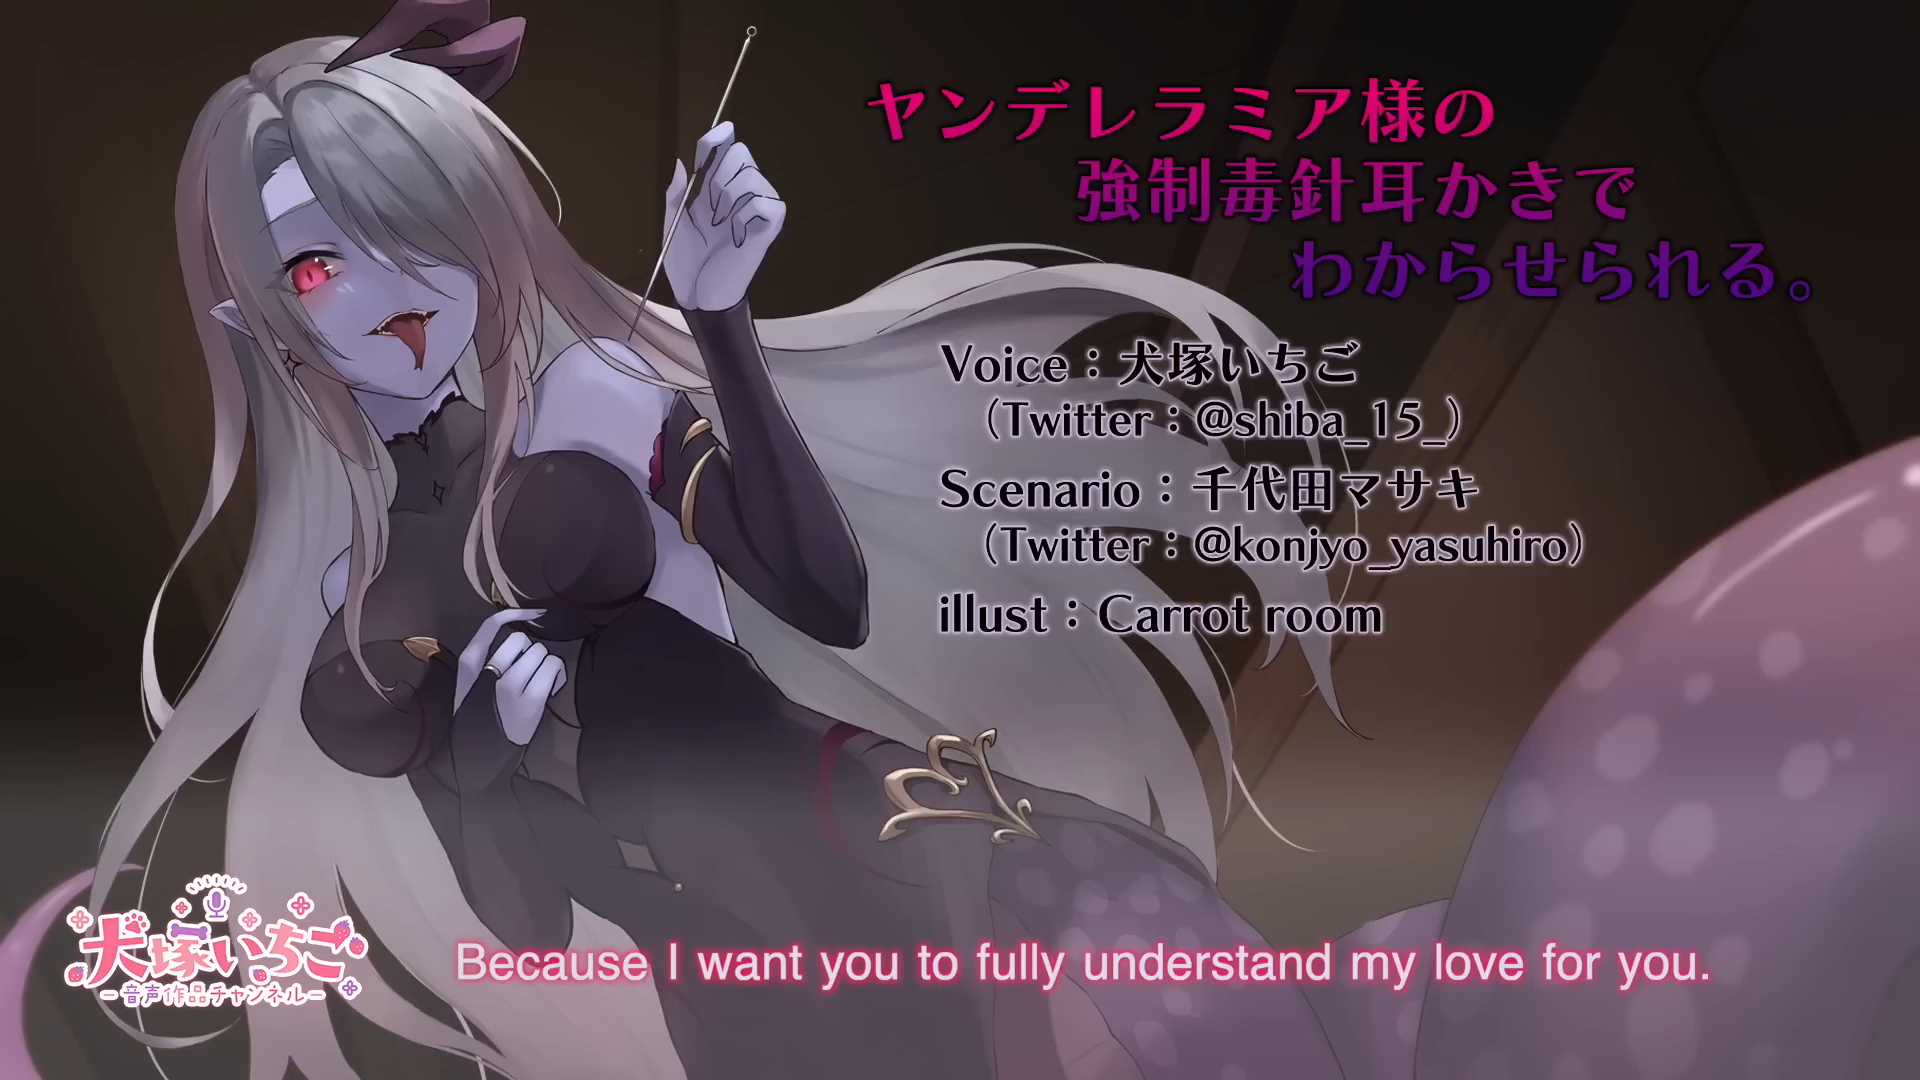 ヤンデレラミア様の
強制毒針耳かきで
わからせられる。
Voice：犬塚いちご
（Twitter：@shiba_15_）
Scenario：千代田マサキ
（Twitter：@konjyo_yasuhiro）
illust：Carrot room
犬塚いちご
－音声作品チャンネル－
Because I want you to fully understand my love for you.